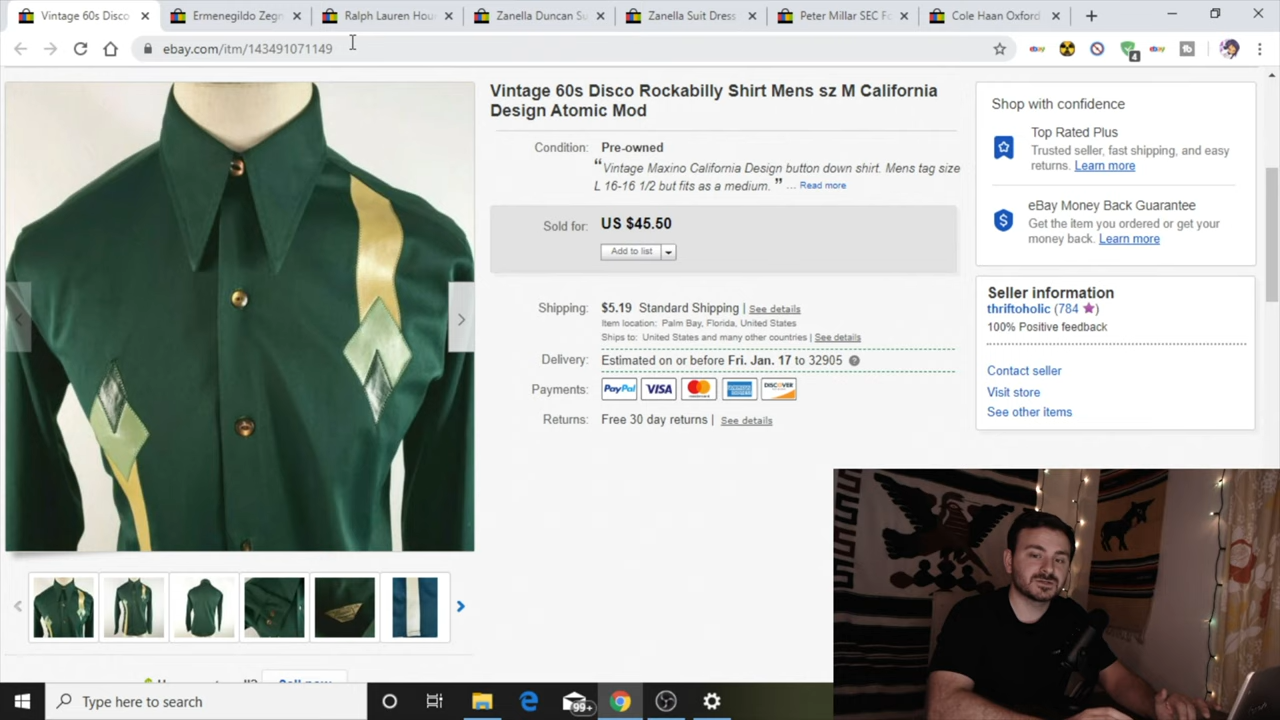 Vintage 60s Disco
Ermenegildo Zegn
Ralph Lauren Hou
Zanella Duncan Su
Zanella Suit Dress
Peter Millar SEC Fo
Cole Haan Oxford
ebay.com/itm/143491071149
4
Vintage 60s Disco Rockabilly Shirt Mens sz M California
Design Atomic Mod
Condition: Pre-owned
“ Vintage Maxino California Design button down shirt. Mens tag size
L 16-16 1/2 but fits as a medium. ” ... Read more
Sold for: US $45.50
Add to list
Shipping: $5.19 Standard Shipping | See details
Item location: Palm Bay, Florida, United States
Ships to: United States and many other countries | See details
Delivery: Estimated on or before Fri. Jan. 17 to 32905
Payments: PayPal VISA MasterCard DISCOVER
Returns: Free 30 day returns | See details
Shop with confidence
Top Rated Plus
Trusted seller, fast shipping, and easy
returns. Learn more
eBay Money Back Guarantee
Get the item you ordered or get your
money back. Learn more
Seller information
thriftoholic (784 )
100% Positive feedback
Contact seller
Visit store
See other items
Type here to search
99+